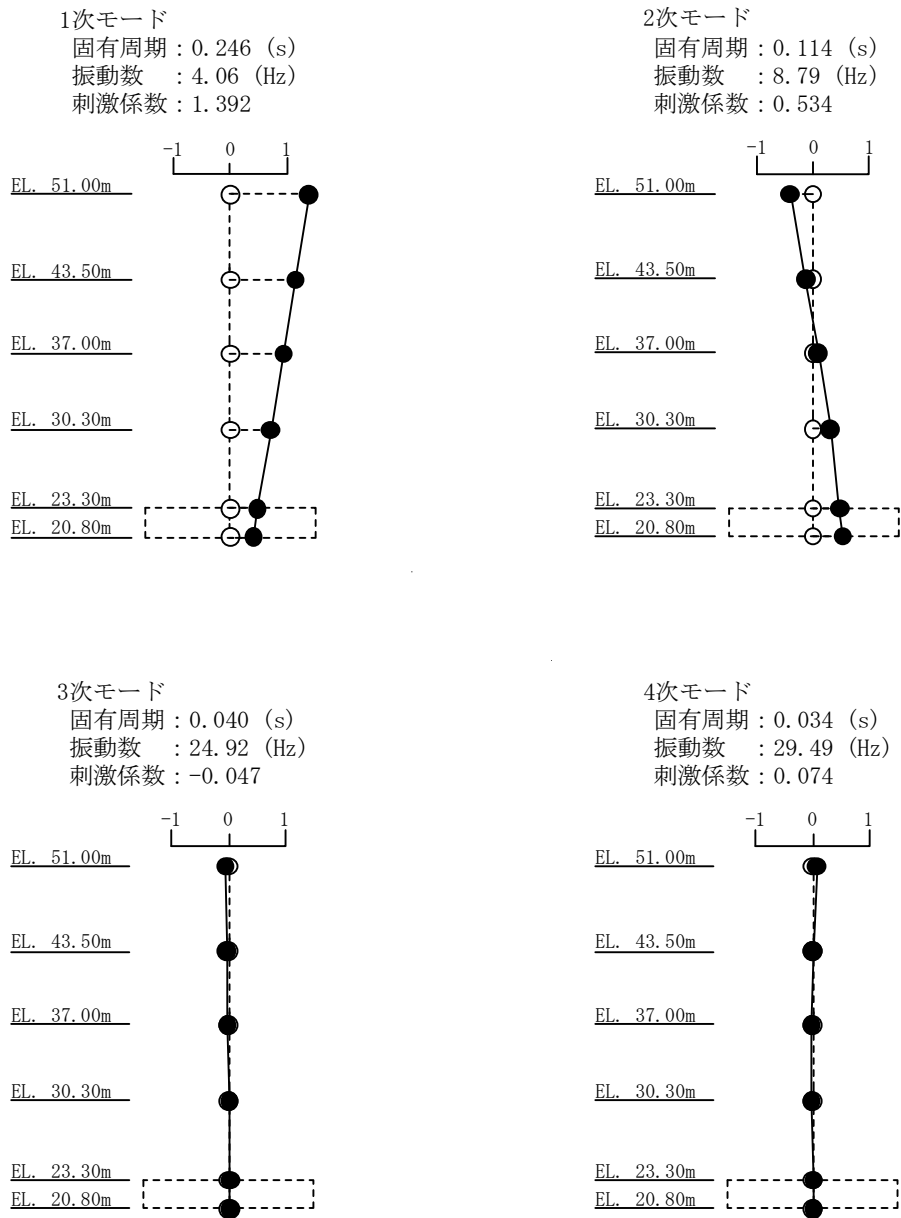 1次モード
固有周期：0.246 (s)
振動数　：4.06 (Hz)
刺激係数：1.392
-1 0 1
EL. 51.00m
EL. 43.50m
EL. 37.00m
EL. 30.30m
EL. 23.30m
EL. 20.80m
2次モード
固有周期：0.114 (s)
振動数　：8.79 (Hz)
刺激係数：0.534
-1 0 1
EL. 51.00m
EL. 43.50m
EL. 37.00m
EL. 30.30m
EL. 23.30m
EL. 20.80m
3次モード
固有周期：0.040 (s)
振動数　：24.92 (Hz)
刺激係数：-0.047
-1 0 1
EL. 51.00m
EL. 43.50m
EL. 37.00m
EL. 30.30m
EL. 23.30m
EL. 20.80m
4次モード
固有周期：0.034 (s)
振動数　：29.49 (Hz)
刺激係数：0.074
-1 0 1
EL. 51.00m
EL. 43.50m
EL. 37.00m
EL. 30.30m
EL. 23.30m
EL. 20.80m